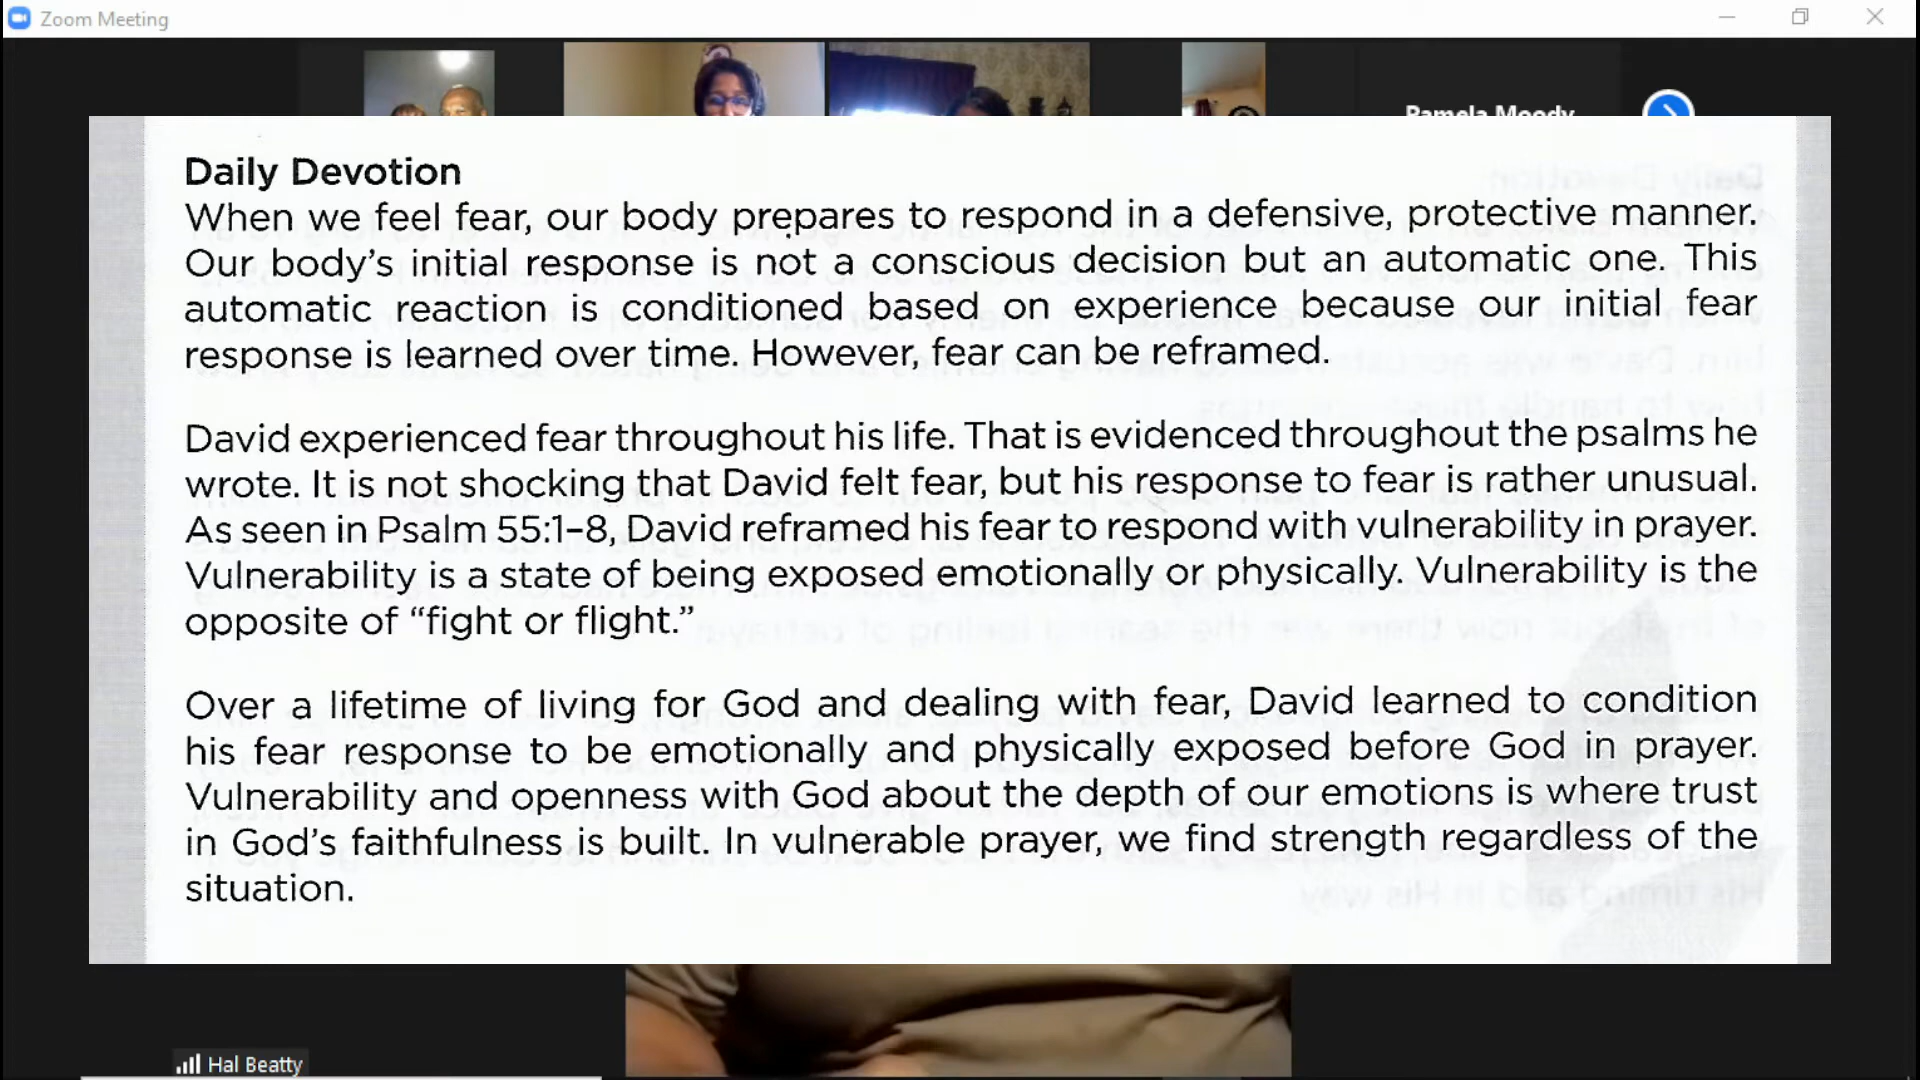 Zoom Meeting
Pamela Moody
Daily Devotion
When we feel fear, our body prepares to respond in a defensive, protective manner.
Our body's initial response is not a conscious decision but an automatic one. This
automatic reaction is conditioned based on experience because our initial fear
response is learned over time. However, fear can be reframed.
David experienced fear throughout his life. That is evidenced throughout the psalms he
wrote. It is not shocking that David felt fear, but his response to fear is rather unusual.
As seen in Psalm 55:1–8, David reframed his fear to respond with vulnerability in prayer.
Vulnerability is a state of being exposed emotionally or physically. Vulnerability is the
opposite of “fight or flight.”
Over a lifetime of living for God and dealing with fear, David learned to condition
his fear response to be emotionally and physically exposed before God in prayer.
Vulnerability and openness with God about the depth of our emotions is where trust
in God's faithfulness is built. In vulnerable prayer, we find strength regardless of the
situation.
Hal Beatty